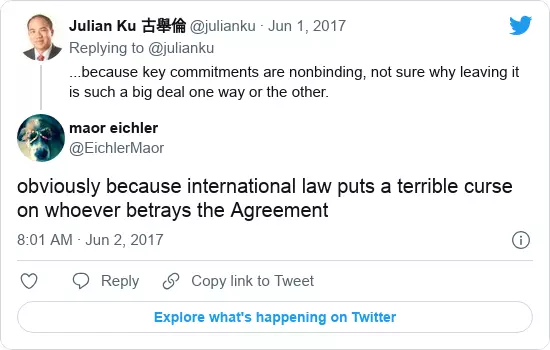 Julian Ku 古舉倫 @julianku · Jun 1, 2017
Replying to @julianku
...because key commitments are nonbinding, not sure why leaving it
is such a big deal one way or the other.
maor eichler
@EichlerMaor
obviously because international law puts a terrible curse
on whoever betrays the Agreement
8:01 AM · Jun 2, 2017
Reply Copy link to Tweet
Explore what's happening on Twitter